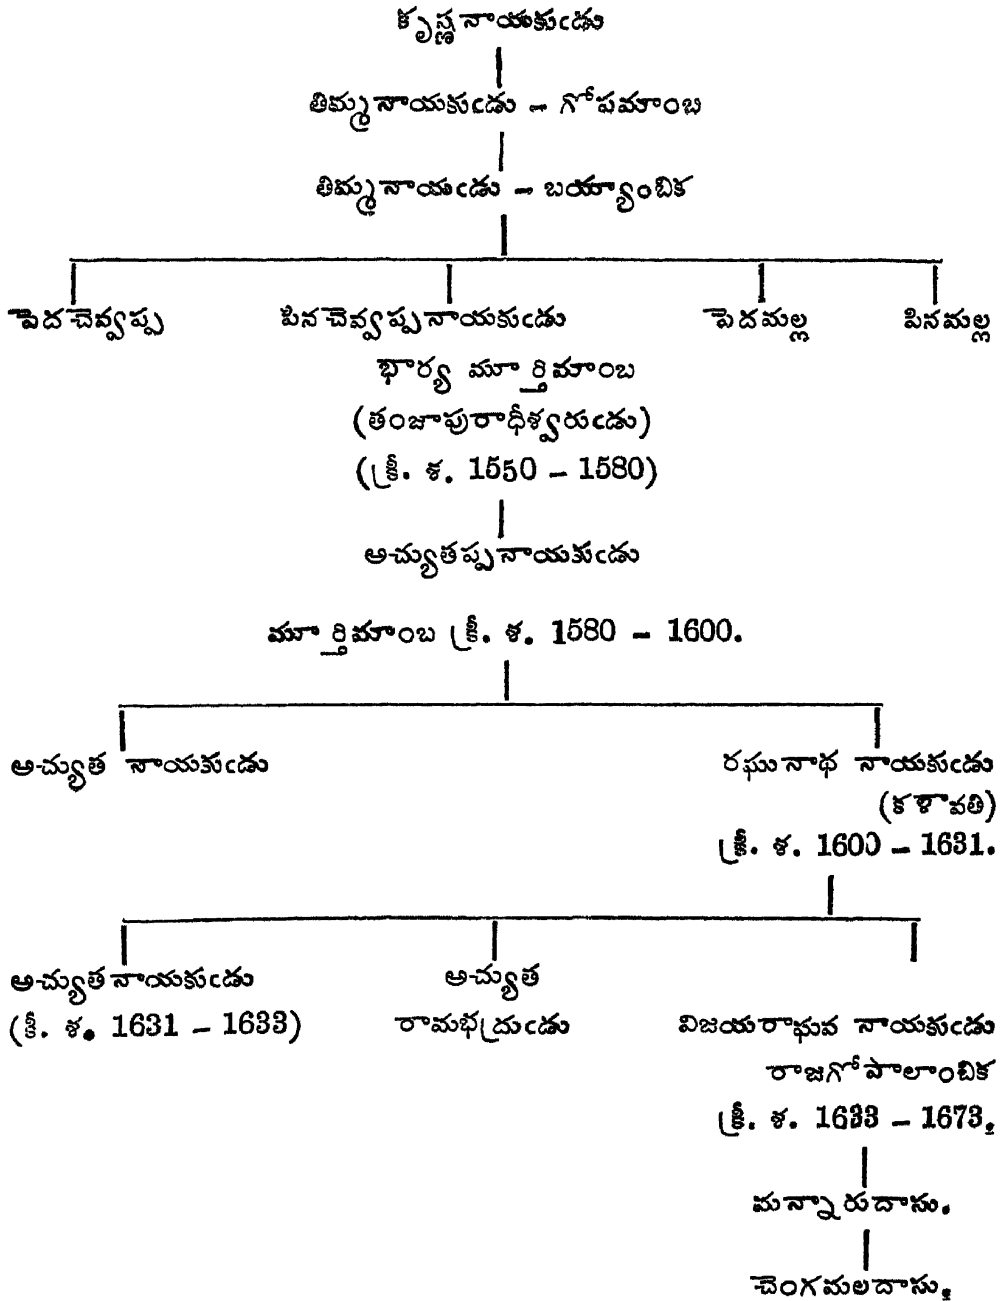 కృష్ణనాయకుఁడు
తిమ్మనాయకుఁడు - గోపమాంబ
తిమ్మనాయఁడు - బయ్యాంబిక
పెదచెవ్వప్ప పినచెవ్వప్పనాయకుఁడు పెదమల్ల పినమల్ల
భార్య మూర్తిమాంబ
(తంజాపురాధీశ్వరుఁడు)
(క్రీ. శ. 1550 - 1580)
అచ్యుతప్పనాయకుఁడు
మూర్తిమాంబ క్రీ. శ. 1580 - 1600.
అచ్యుత నాయకుఁడు రఘునాథ నాయకుఁడు
(కళావతి)
క్రీ. శ. 1600 - 1631.
అచ్యుతనాయకుఁడు అచ్యుత
(క్రీ. శ. 1631 - 1633) రామభద్రుఁడు విజయరాఘవ నాయకుఁడు
రాజగోపాలాంబిక
క్రీ. శ. 1633 - 1673.
మన్నారుదాసు.
చెంగమలదాసు.